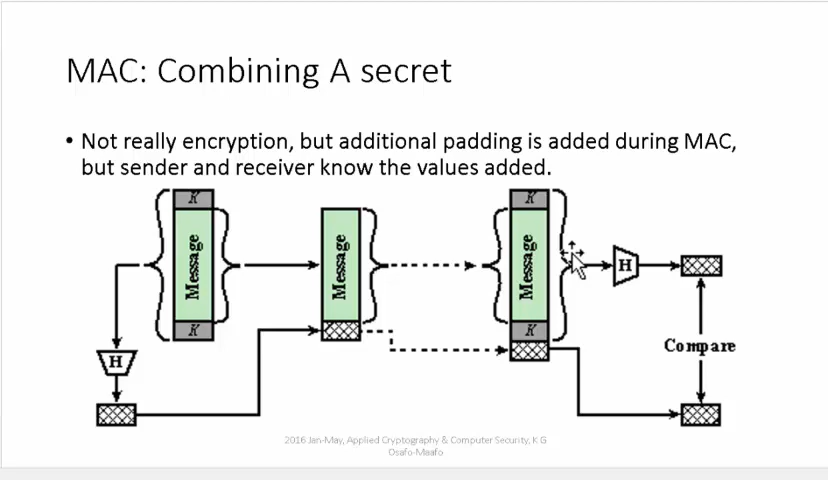 MAC: Combining A secret
• Not really encryption, but additional padding is added during MAC,
but sender and receiver know the values added.
K
Message
K
H
Message
K
Message
K
H
Compare
2016 Jan-May, Applied Cryptography & Computer Security, K G
Osafo-Maafo